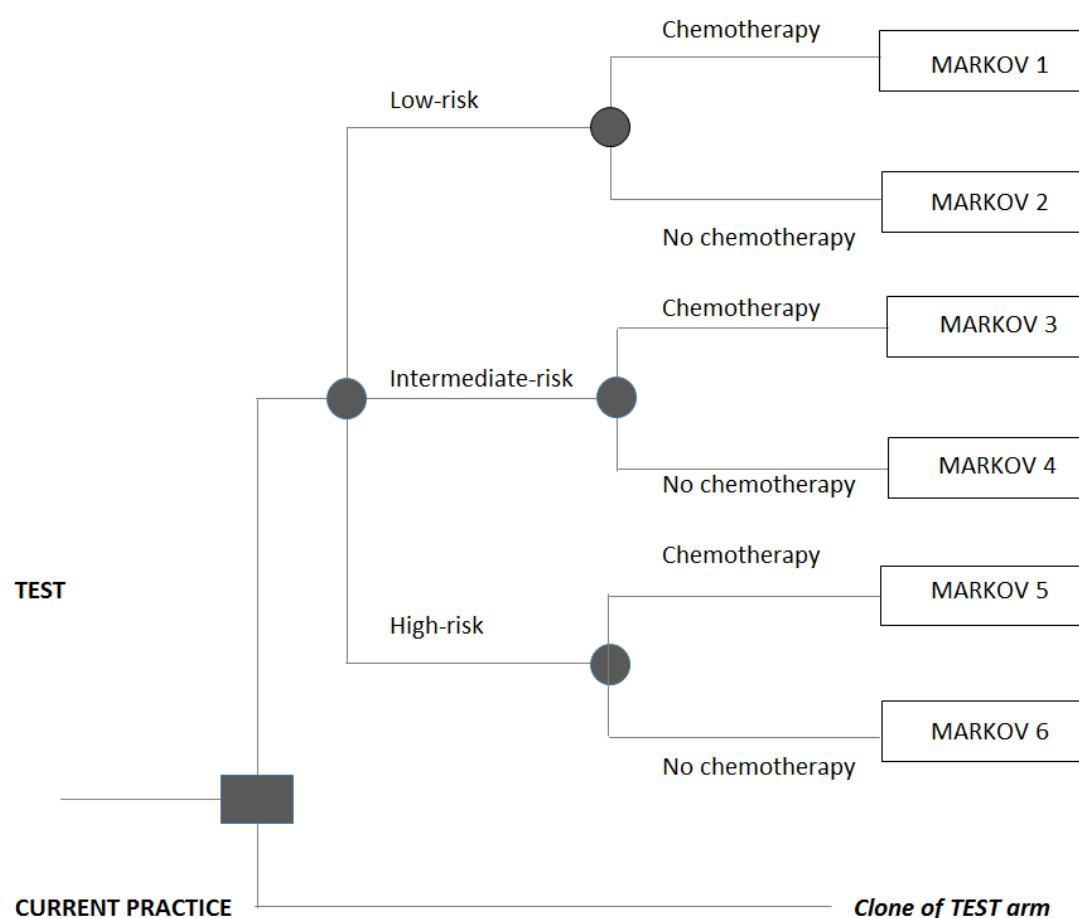 Chemotherapy
MARKOV 1
Low-risk
MARKOV 2
No chemotherapy
Chemotherapy
MARKOV 3
Intermediate-risk
MARKOV 4
No chemotherapy
Chemotherapy
TEST
MARKOV 5
High-risk
MARKOV 6
No chemotherapy
CURRENT PRACTICE
Clone of TEST arm